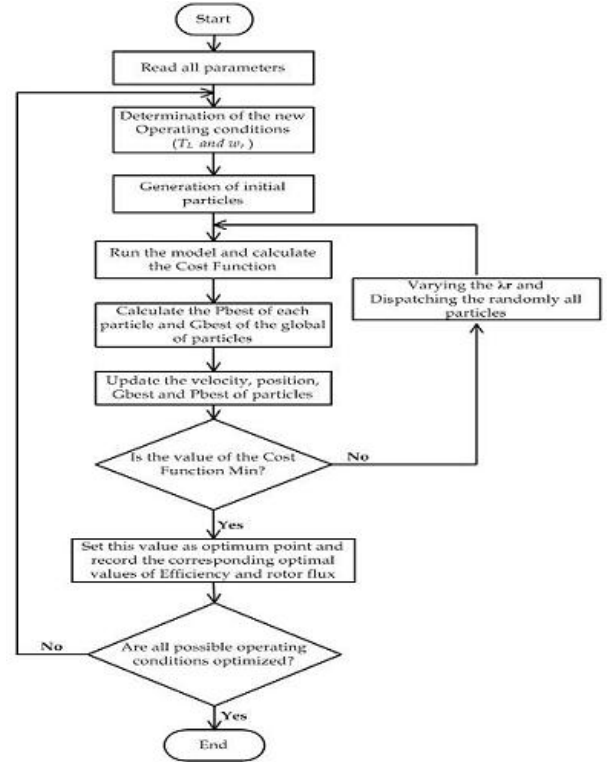 Start
Read all parameters
Determination of the new
Operating conditions
(T_L and w_r)
Generation of initial
particles
Run the model and calculate
the Cost Function
Varying the λr and
Dispatching the randomly all
particles
Calculate the Pbest of each
particle and Gbest of the global
of particles
Update the velocity, position,
Gbest and Pbest of particles
Is the value of the Cost
Function Min?
No
Yes
Set this value as optimum point and
record the corresponding optimal
values of Efficiency and rotor flux
No
Are all possible operating
conditions optimized?
Yes
End